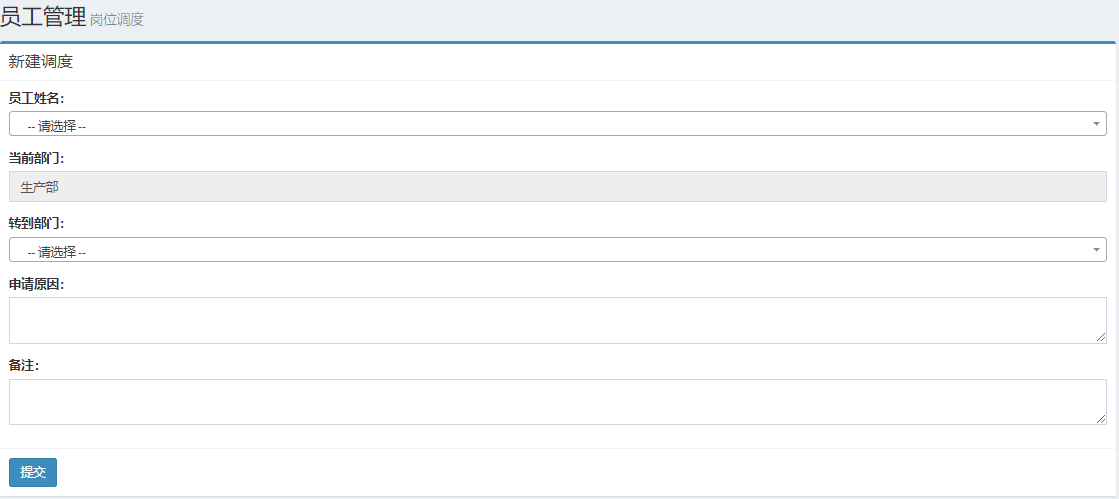 员工管理 岗位调度
新建调度
员工姓名:
-- 请选择 --
当前部门:
生产部
转到部门:
-- 请选择 --
申请原因:
备注:
提交